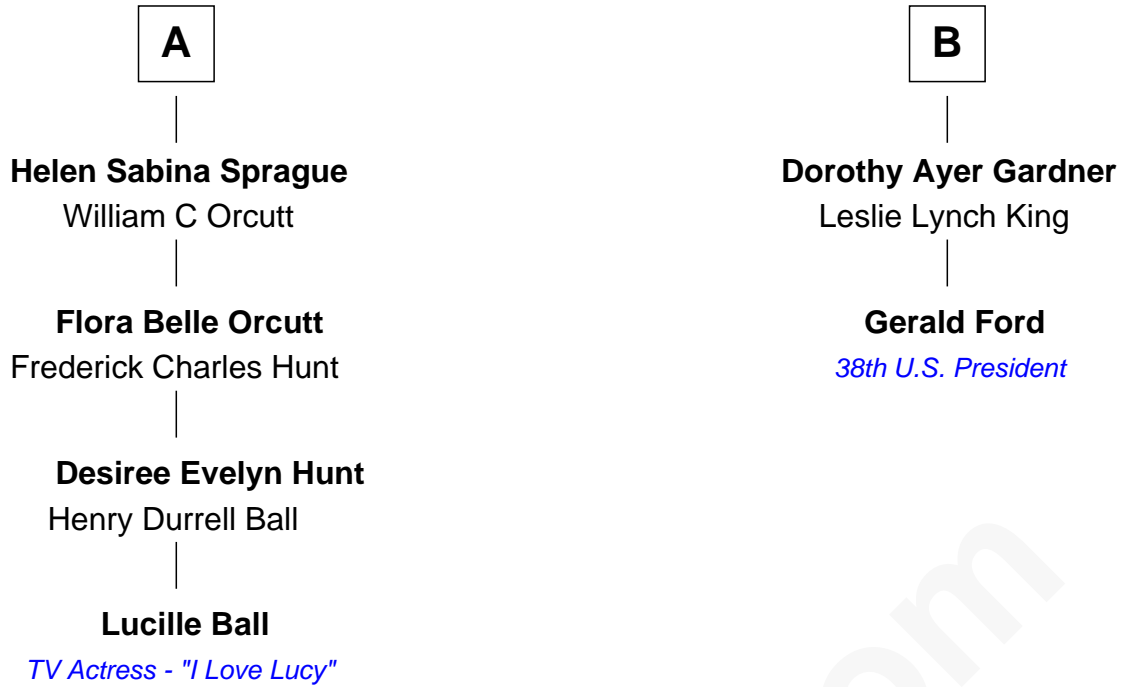 A
Helen Sabina Sprague
William C Orcutt
Flora Belle Orcutt
Frederick Charles Hunt
Desiree Evelyn Hunt
Henry Durrell Ball
Lucille Ball
TV Actress - "I Love Lucy"
B
Dorothy Ayer Gardner
Leslie Lynch King
Gerald Ford
38th U.S. President
om